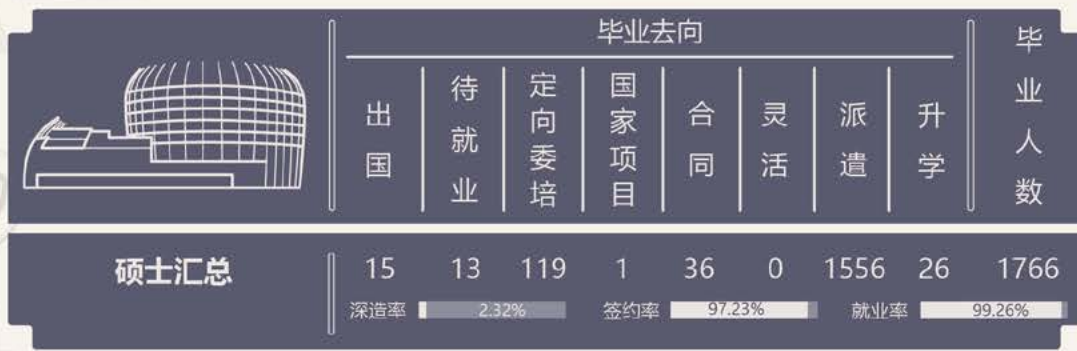 毕业去向
出国 待就业 定向委培 国家项目 合同 灵活 派遣 升学 毕业人数
硕士汇总 15 13 119 1 36 0 1556 26 1766
深造率 2.32% 签约率 97.23% 就业率 99.26%